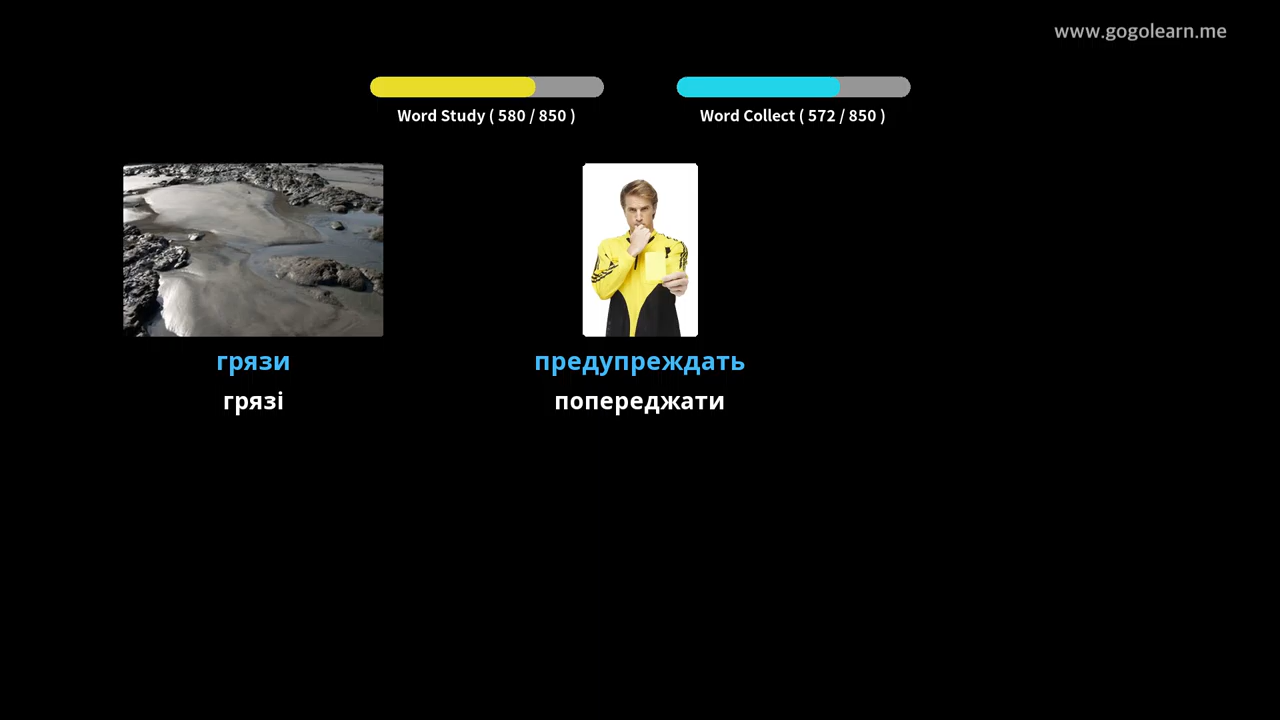 www.gogolearn.me
Word Study ( 580 / 850 )
Word Collect ( 572 / 850 )
грязи
грязі
предупреждать
попереджати